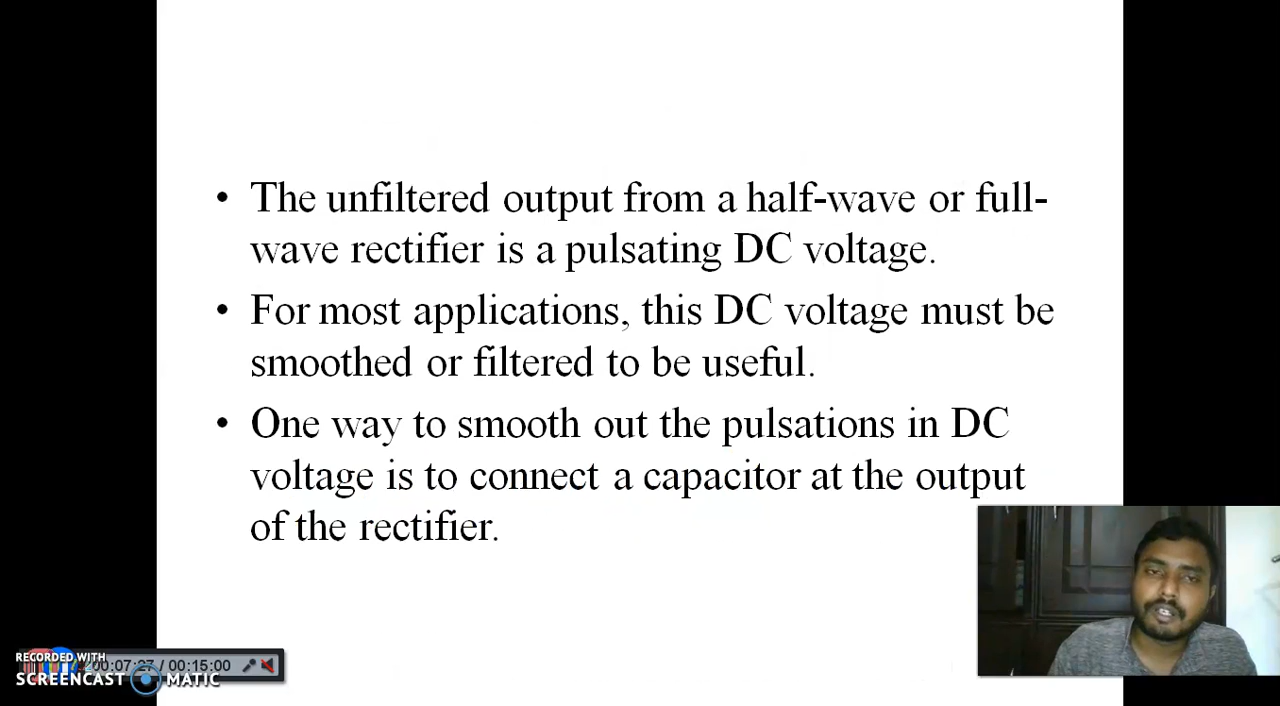 • The unfiltered output from a half-wave or full-
wave rectifier is a pulsating DC voltage.
• For most applications, this DC voltage must be
smoothed or filtered to be useful.
• One way to smooth out the pulsations in DC
voltage is to connect a capacitor at the output
of the rectifier.
RECORDED WITH
00:07:27 / 00:15:00
SCREENCAST MATIC